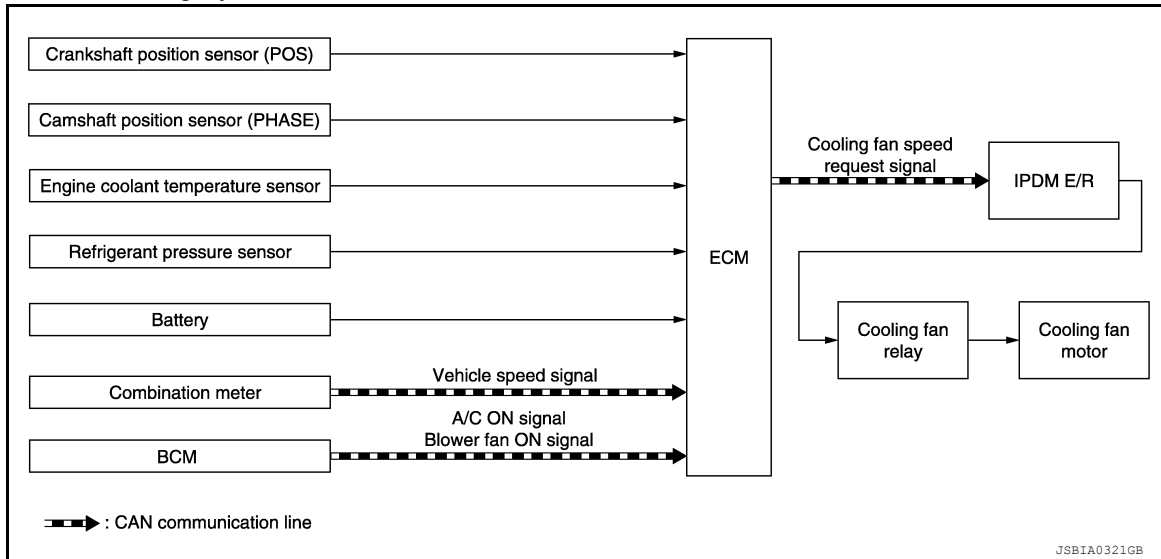 Crankshaft position sensor (POS)
Camshaft position sensor (PHASE)
Engine coolant temperature sensor
Refrigerant pressure sensor
Battery
Combination meter
BCM
Vehicle speed signal
A/C ON signal
Blower fan ON signal
ECM
Cooling fan speed
request signal
IPDM E/R
Cooling fan
relay
Cooling fan
motor
: CAN communication line
JSBIA0321GB